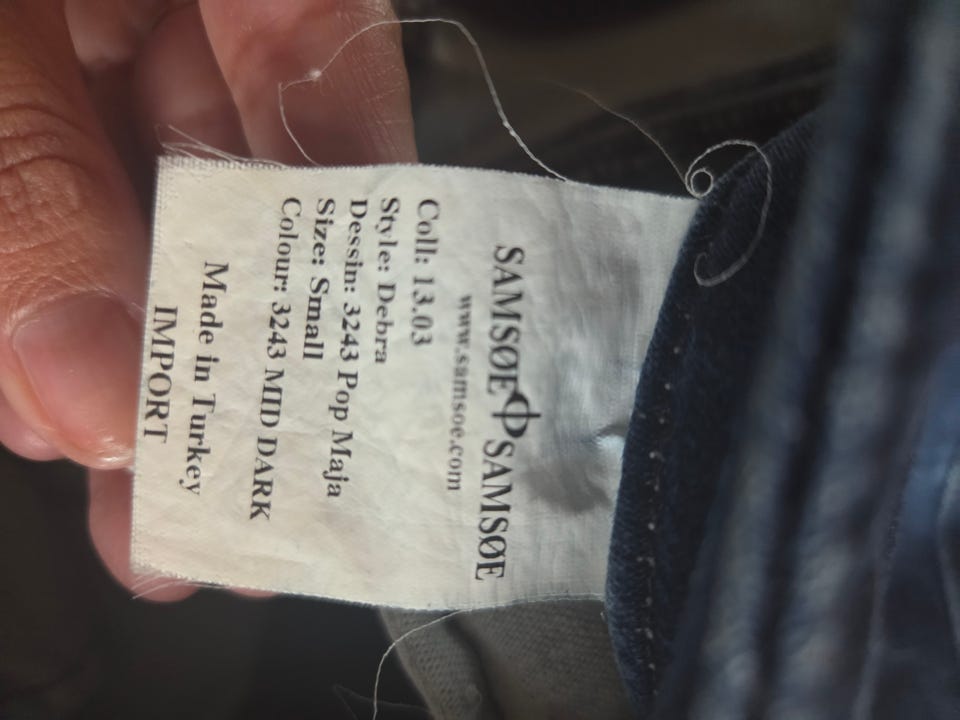 SAMSØE Φ SAMSØE
www.samsoe.com
Coll: 13.03
Style: Debra
Dessin: 3243 Pop Maja
Size: Small
Colour: 3243 MID DARK
Made in Turkey
IMPORT